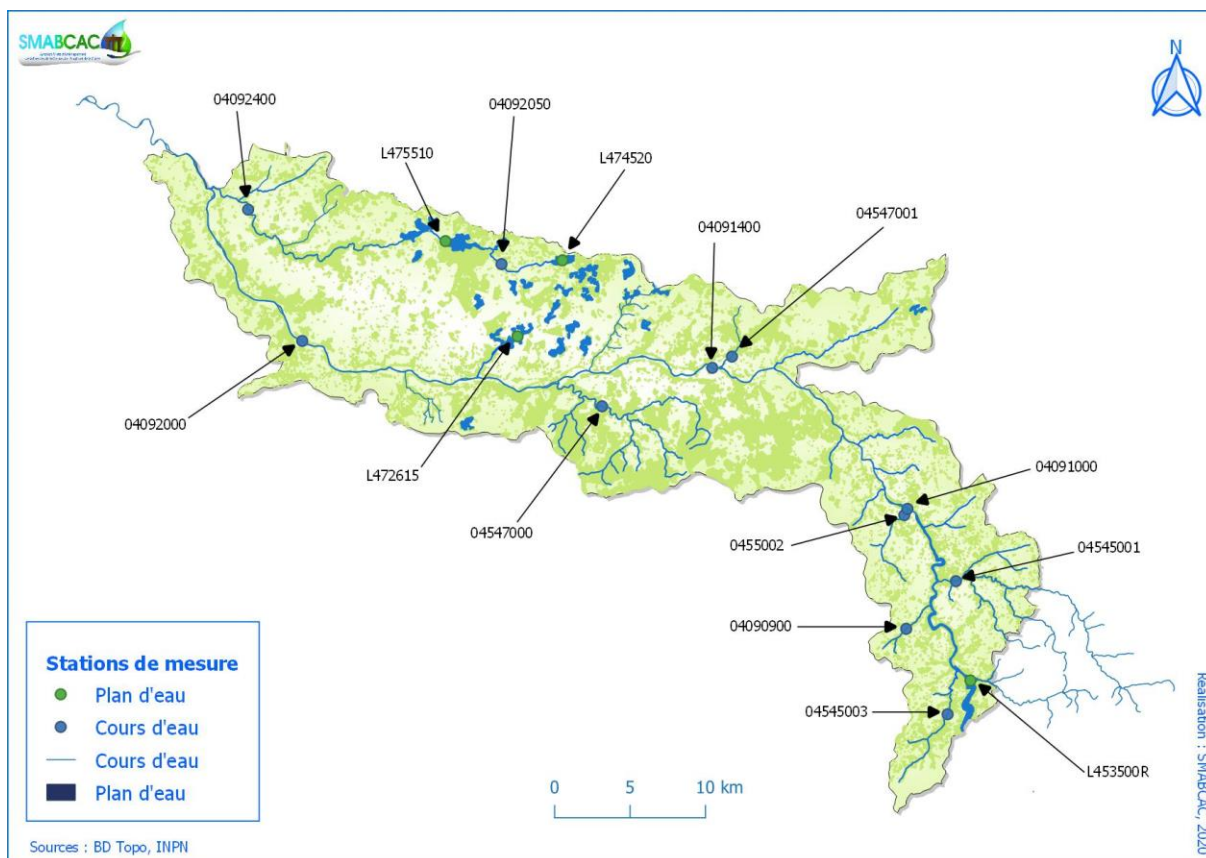 SMABCAC
N
04092400
04092050
L475510
L474520
04547001
04091400
04092000
L472615
04547000
04091000
0455002
04545001
04090900
04545003
L453500R
Stations de mesure
Plan d'eau
Cours d'eau
Cours d'eau
Plan d'eau
0 5 10 km
Sources : BD Topo, INPN
Réalisation : SMABCAC, 2020